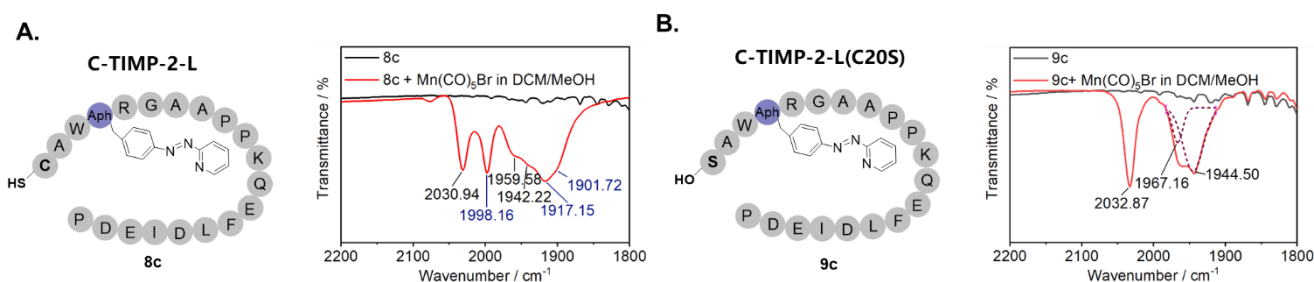 A.
C-TIMP-2-L
HS
C A W Aph R G A A P P K Q E F L D I E D P
N N N
8c
Transmittance / %
8c
8c + Mn(CO)5Br in DCM/MeOH
2030.94
1998.16
1959.58
1942.22
1917.15
1901.72
2200 2100 2000 1900 1800
Wavenumber / cm-1
B.
C-TIMP-2-L(C20S)
HO
S A W Aph R G A A P P K Q E F L D I E D P
N N N
9c
Transmittance / %
9c
9c+ Mn(CO)5Br in DCM/MeOH
2032.87
1967.16
1944.50
2200 2100 2000 1900 1800
Wavenumber / cm-1